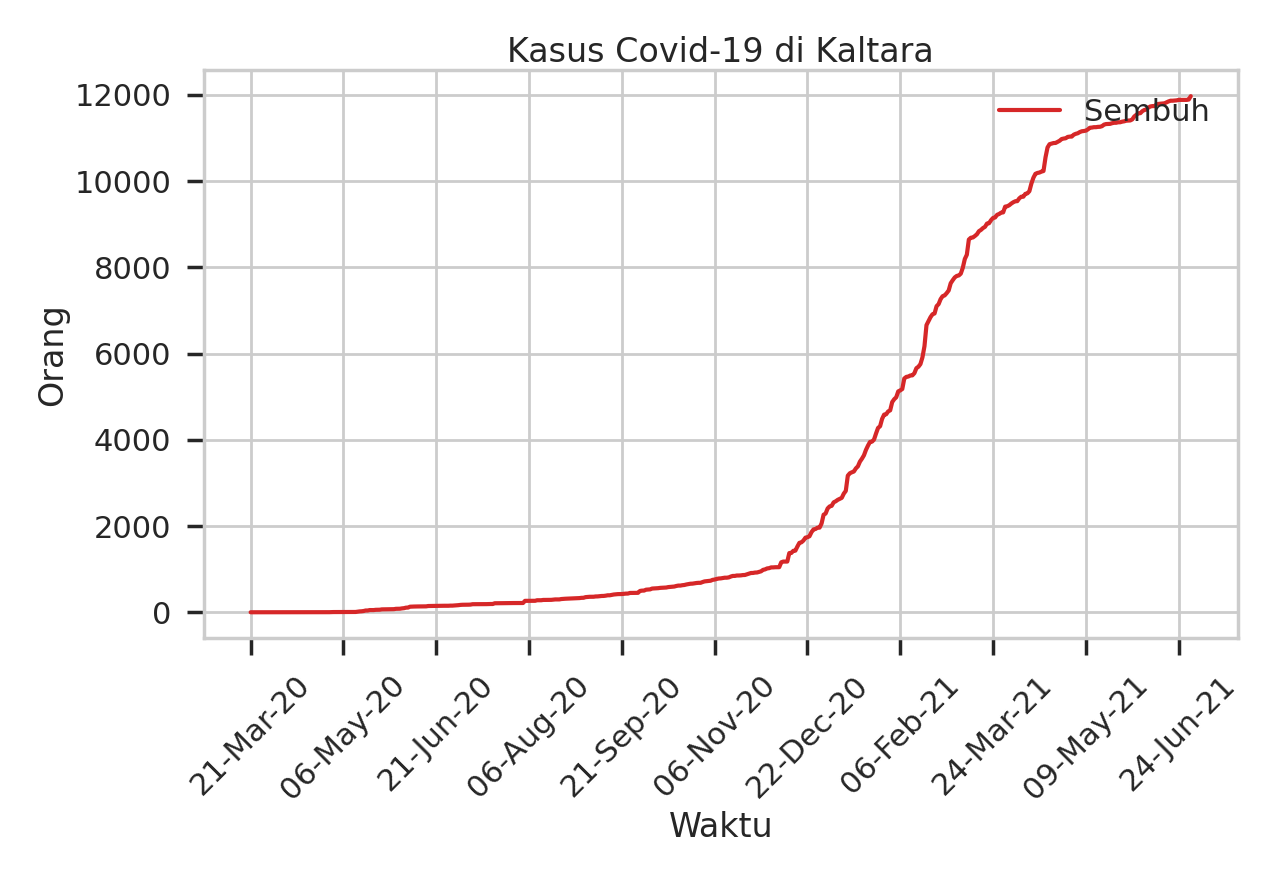 Kasus Covid-19 di Kaltara
Sembuh
12000
10000
8000
6000
4000
2000
0
Orang
21-Mar-20
06-May-20
21-Jun-20
06-Aug-20
21-Sep-20
06-Nov-20
22-Dec-20
06-Feb-21
24-Mar-21
09-May-21
24-Jun-21
Waktu